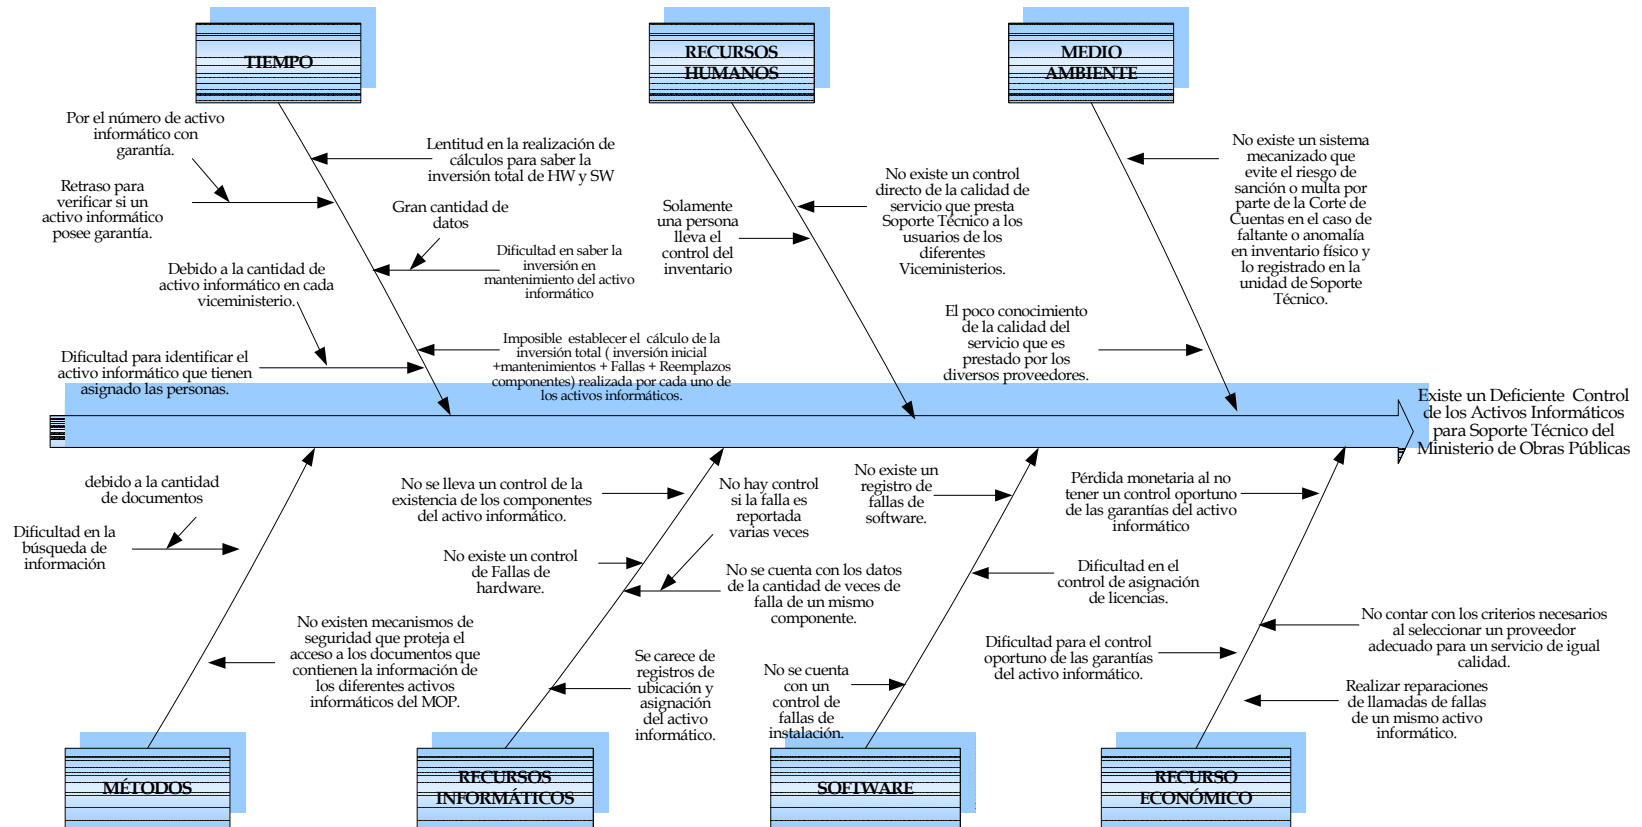 TIEMPO
RECURSOS
HUMANOS
MEDIO
AMBIENTE
Por el número de activo
informático con
garantía.
Retraso para
verificar si un
activo informático
posee garantía.
Debido a la cantidad de
activo informático en cada
viceministerio.
Dificultad para identificar el
activo informático que tienen
asignado las personas.
Lentitud en la realización de
cálculos para saber la
inversión total de HW y SW
Gran cantidad de
datos
Dificultad en saber la
inversión en
mantenimiento del activo
informático
Imposible establecer el cálculo de la
inversión total ( inversión inicial
+mantenimientos + Fallas + Reemplazos
componentes) realizada por cada uno de
los activos informáticos.
Solamente
una persona
lleva el
control del
inventario
No existe un control
directo de la calidad de
servicio que presta
Soporte Técnico a los
usuarios de los
diferentes
Viceministerios.
El poco conocimiento
de la calidad del
servicio que es
prestado por los
diversos proveedores.
No existe un sistema
mecanizado que
evite el riesgo de
sanción o multa por
parte de la Corte de
Cuentas en el caso de
faltante o anomalía
en inventario físico y
lo registrado en la
unidad de Soporte
Técnico.
Existe un Deficiente Control
de los Activos Informáticos
para Soporte Técnico del
Ministerio de Obras Públicas
debido a la cantidad
de documentos
Dificultad en la
búsqueda de
información
No existen mecanismos de
seguridad que proteja el
acceso a los documentos que
contienen la información de
los diferentes activos
informáticos del MOP.
No se lleva un control de la
existencia de los componentes
del activo informático.
No existe un control
de Fallas de
hardware.
No hay control
si la falla es
reportada
varias veces
No se cuenta con los datos
de la cantidad de veces de
falla de un mismo
componente.
Se carece de
registros de
ubicación y
asignación
del activo
informático.
No existe un
registro de
fallas de
software.
Dificultad en el
control de asignación
de licencias.
No se cuenta
con un
control de
fallas de
instalación.
Pérdida monetaria al no
tener un control oportuno
de las garantías del activo
informático
Dificultad para el control
oportuno de las garantías
del activo informático.
No contar con los criterios necesarios
al seleccionar un proveedor
adecuado para un servicio de igual
calidad.
Realizar reparaciones
de llamadas de fallas
de un mismo activo
informático.
MÉTODOS
RECURSOS
INFORMÁTICOS
SOFTWARE
RECURSO
ECONÓMICO